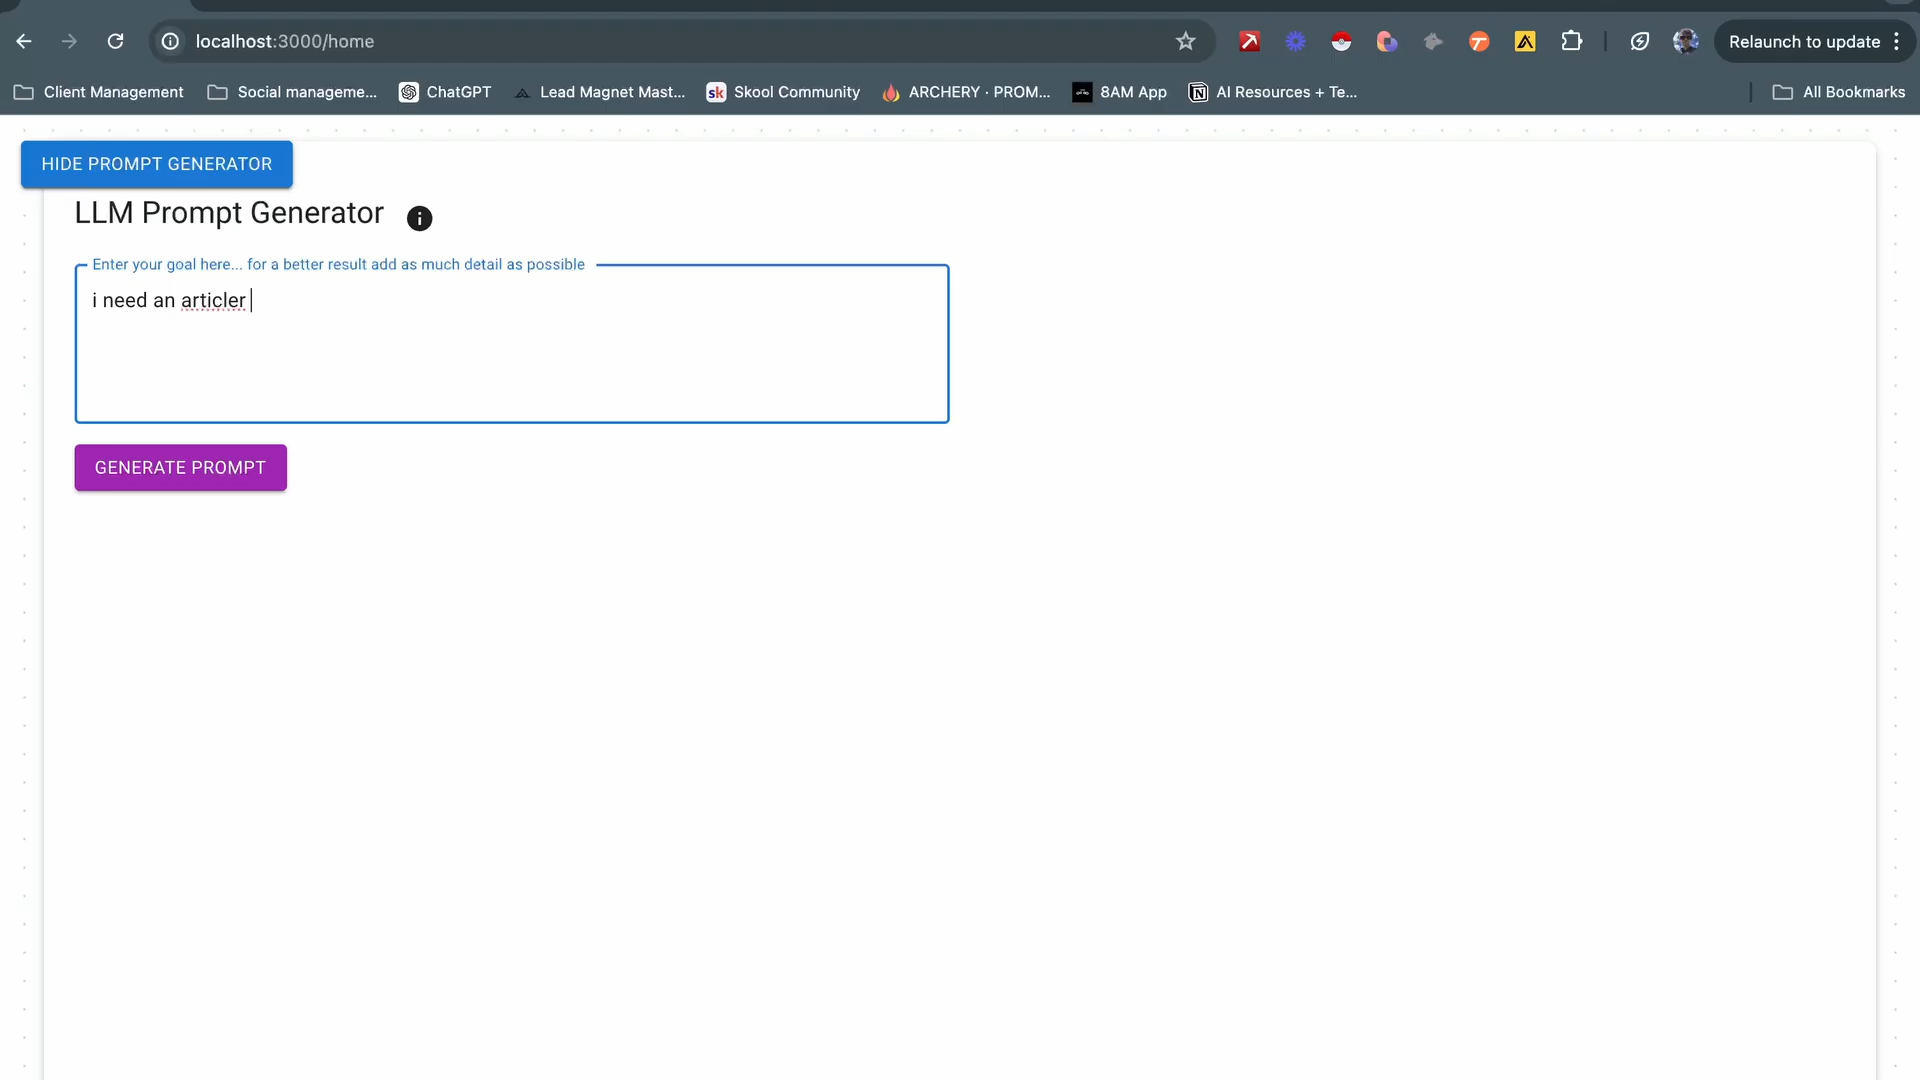 localhost:3000/home
Relaunch to update
Client Management
Social manageme...
ChatGPT
Lead Magnet Mast...
sk
Skool Community
ARCHERY · PROM...
8AM App
AI Resources + Te...
All Bookmarks
HIDE PROMPT GENERATOR
LLM Prompt Generator
Enter your goal here... for a better result add as much detail as possible
i need an articler
GENERATE PROMPT